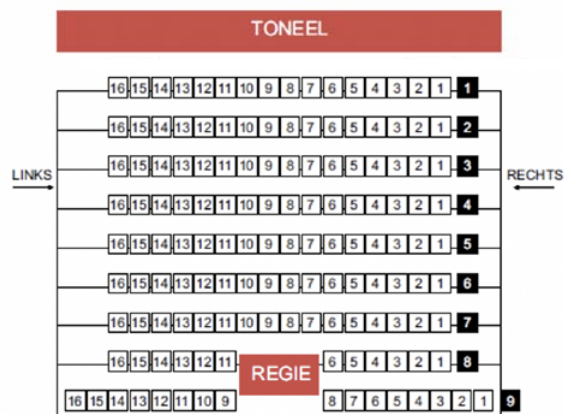 TONEEL
16 15 14 13 12 11 10 9 8 7 6 5 4 3 2 1 1
16 15 14 13 12 11 10 9 8 7 6 5 4 3 2 1 2
16 15 14 13 12 11 10 9 8 7 6 5 4 3 2 1 3
LINKS RECHTS
16 15 14 13 12 11 10 9 8 7 6 5 4 3 2 1 4
16 15 14 13 12 11 10 9 8 7 6 5 4 3 2 1 5
16 15 14 13 12 11 10 9 8 7 6 5 4 3 2 1 6
16 15 14 13 12 11 10 9 8 7 6 5 4 3 2 1 7
16 15 14 13 12 11 6 5 4 3 2 1 8
REGIE
16 15 14 13 12 11 10 9 8 7 6 5 4 3 2 1 9